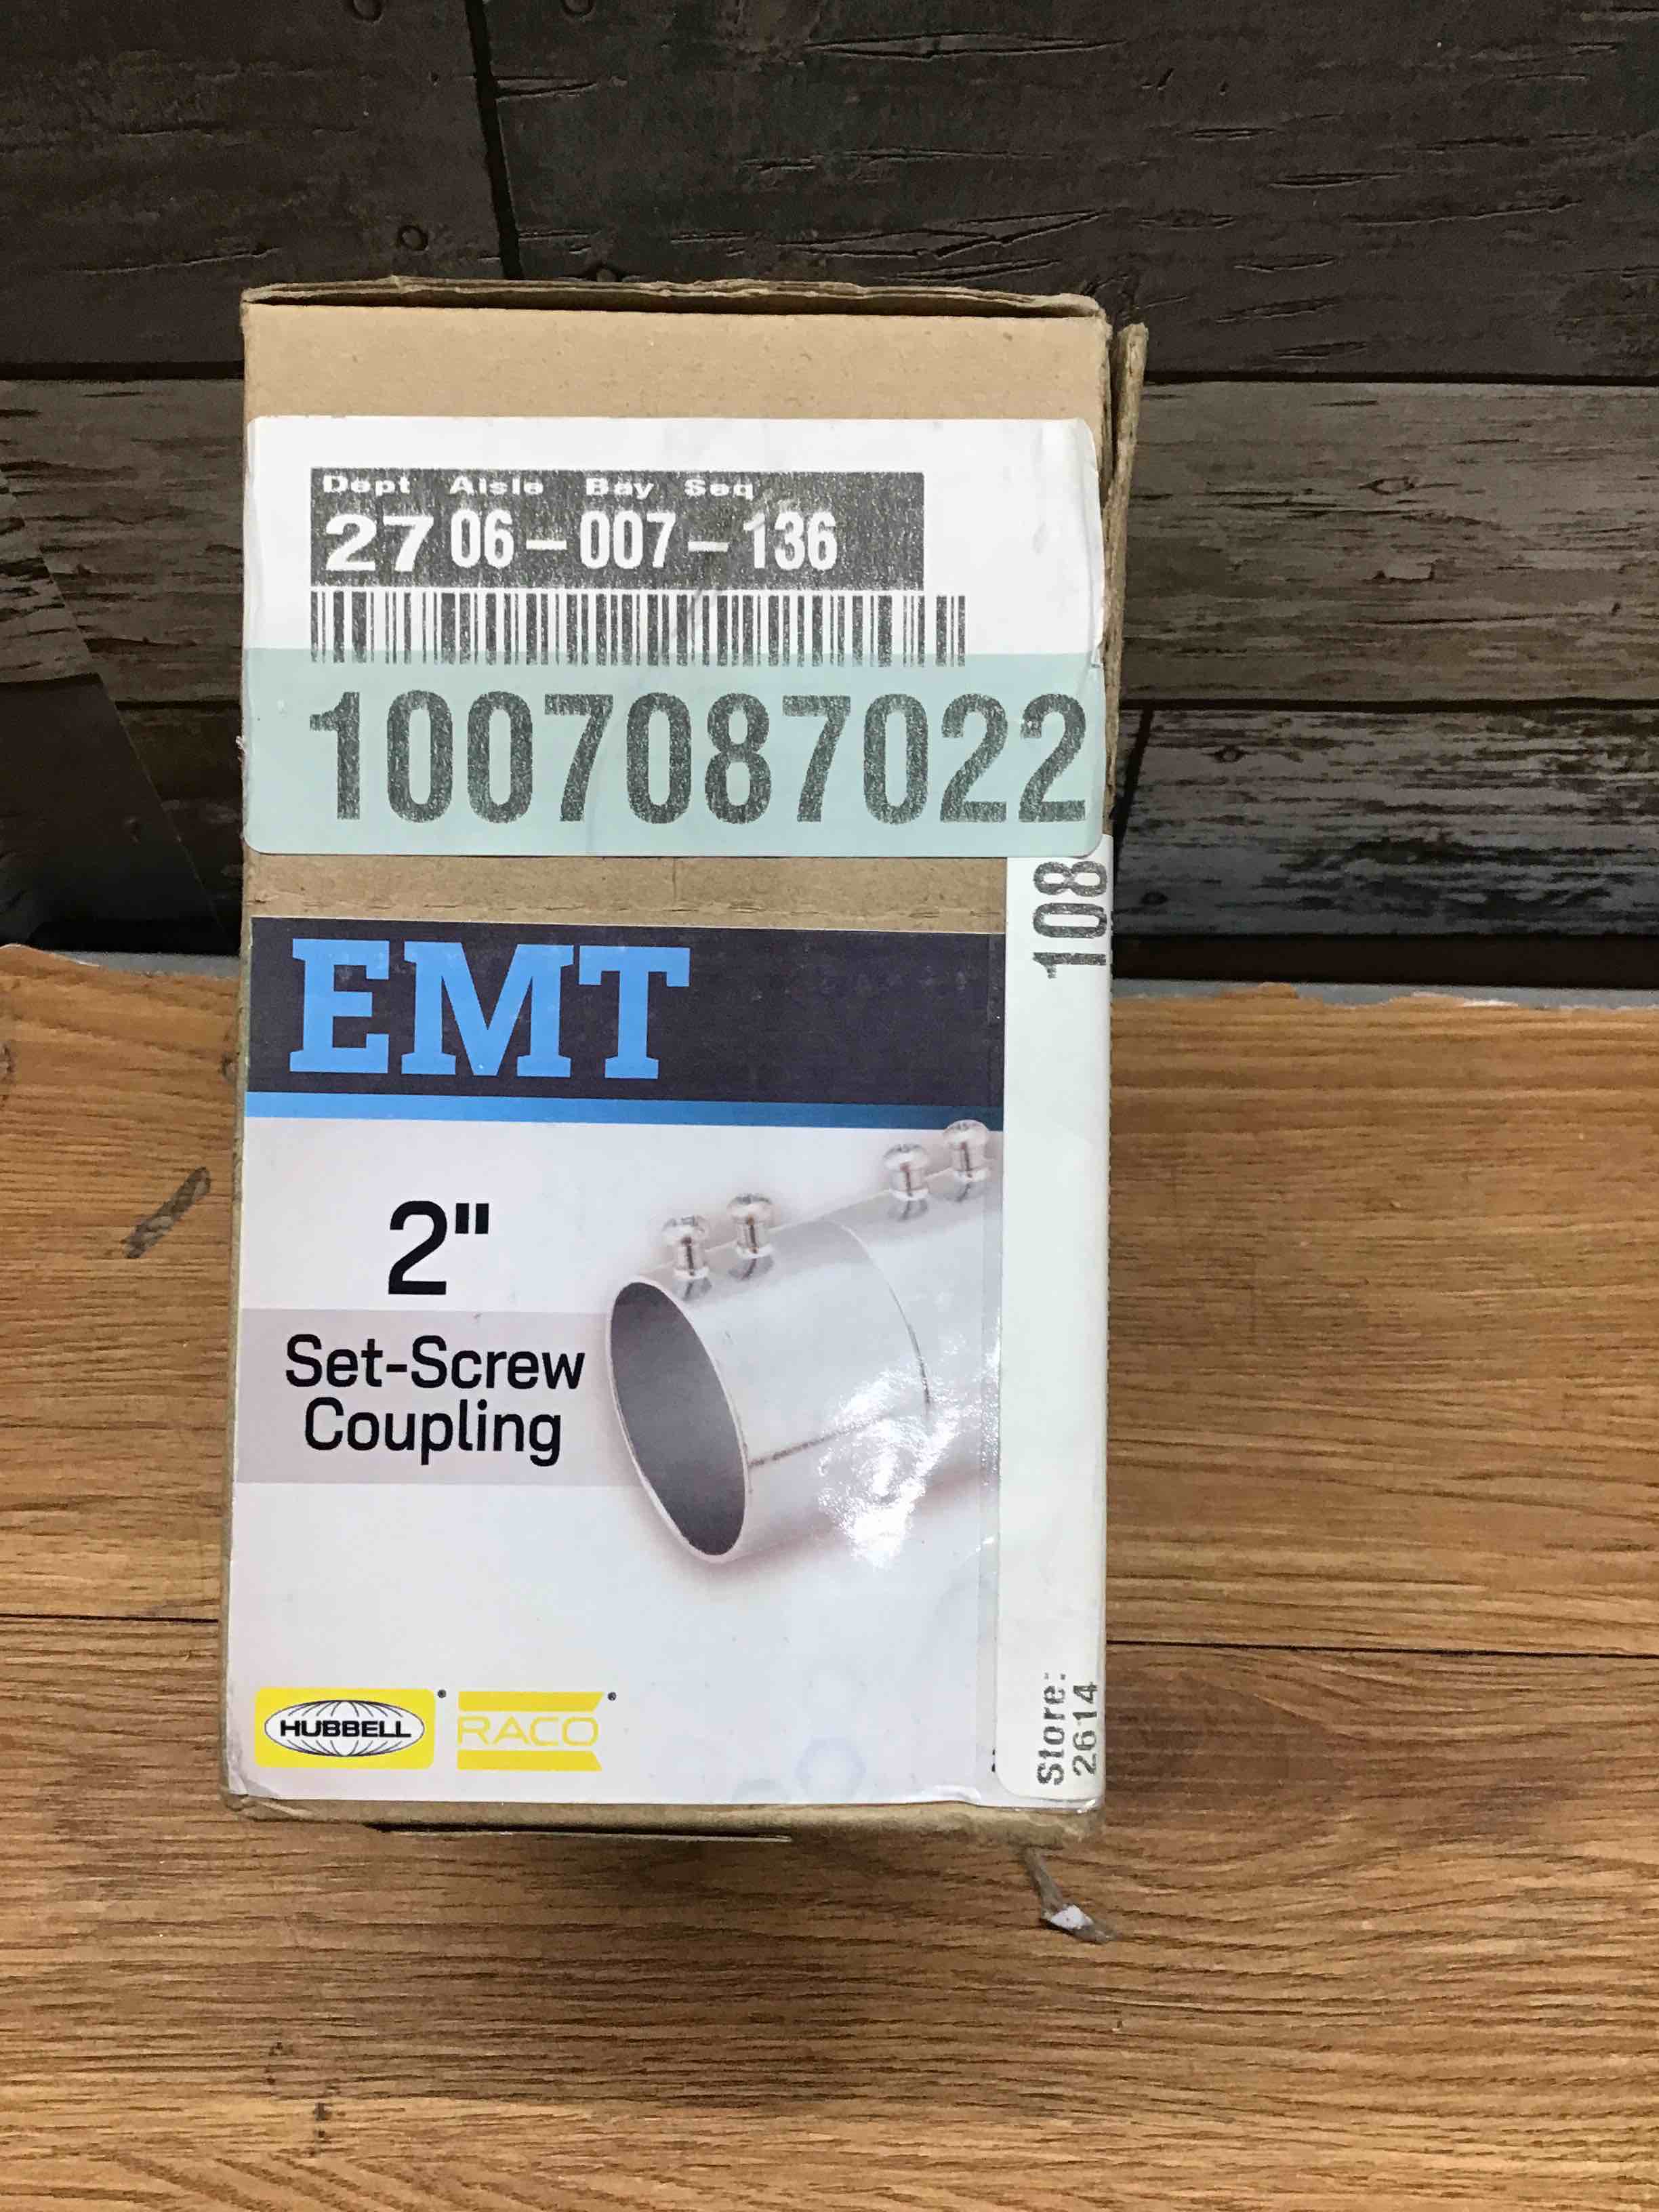 Dept Aisle Bay Seq
27 06-007-136
1007087022
108
EMT
2"
Set-Screw
Coupling
HUBBELL®
RACO®
Store:
2614